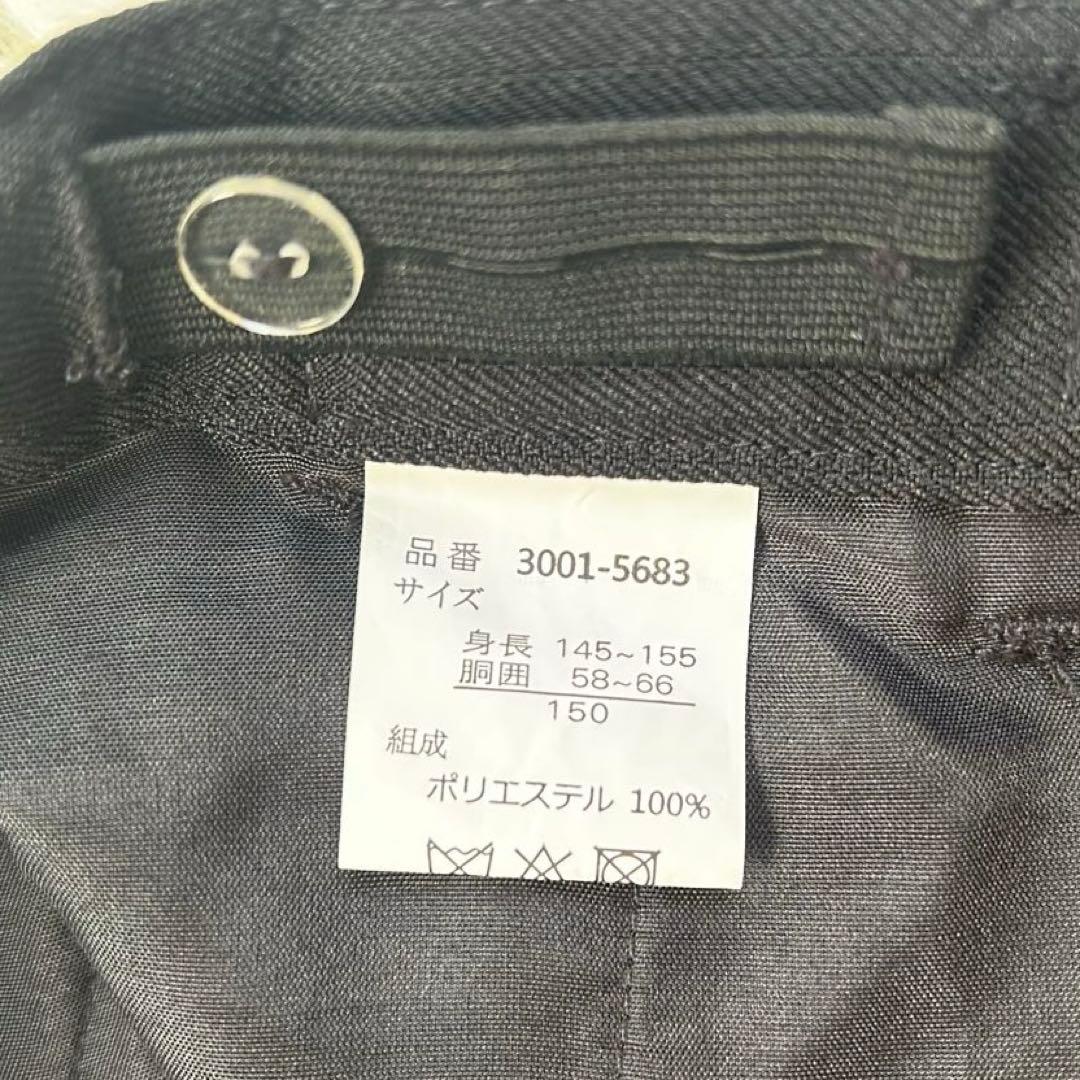 品番 3001-5683
サイズ
身長 145~155
胴囲 58~66
150
組成
ポリエステル 100%